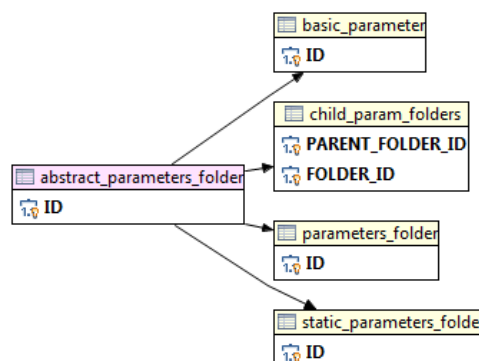 basic_parameter
ID
child_param_folders
PARENT_FOLDER_ID
FOLDER_ID
abstract_parameters_folder
ID
parameters_folder
ID
static_parameters_folde
ID